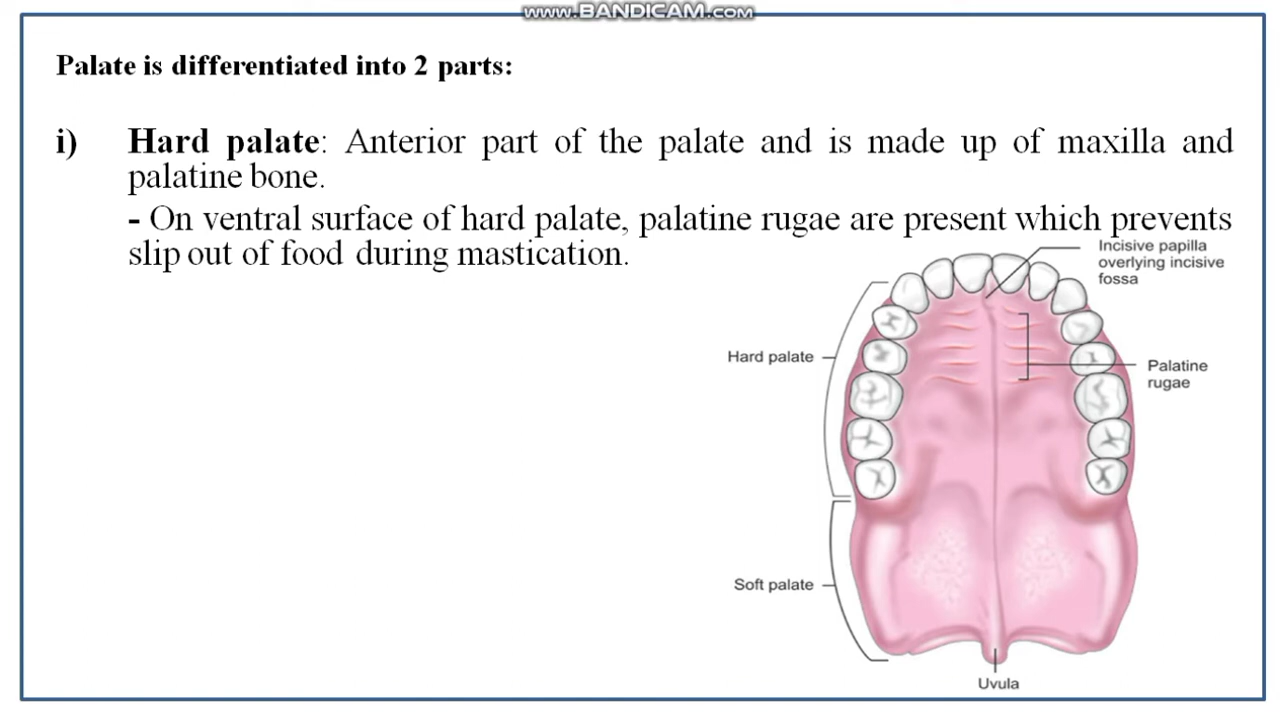 www.BANDICAM.com
Palate is differentiated into 2 parts:
i) Hard palate: Anterior part of the palate and is made up of maxilla and
palatine bone.
- On ventral surface of hard palate, palatine rugae are present which prevents
slip out of food during mastication.
Incisive papilla
overlying incisive
fossa
Hard palate
Palatine
rugae
Soft palate
Uvula